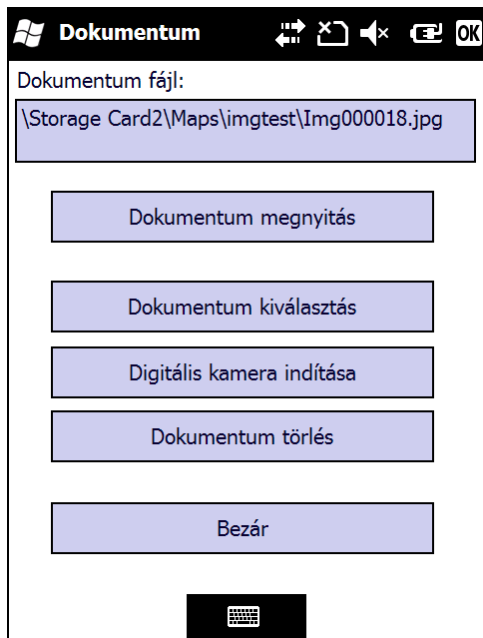 Dokumentum
OK
Dokumentum fájl:
\Storage Card2\Maps\imgtest\Img000018.jpg
Dokumentum megnyitás
Dokumentum kiválasztás
Digitális kamera indítása
Dokumentum törlés
Bezár